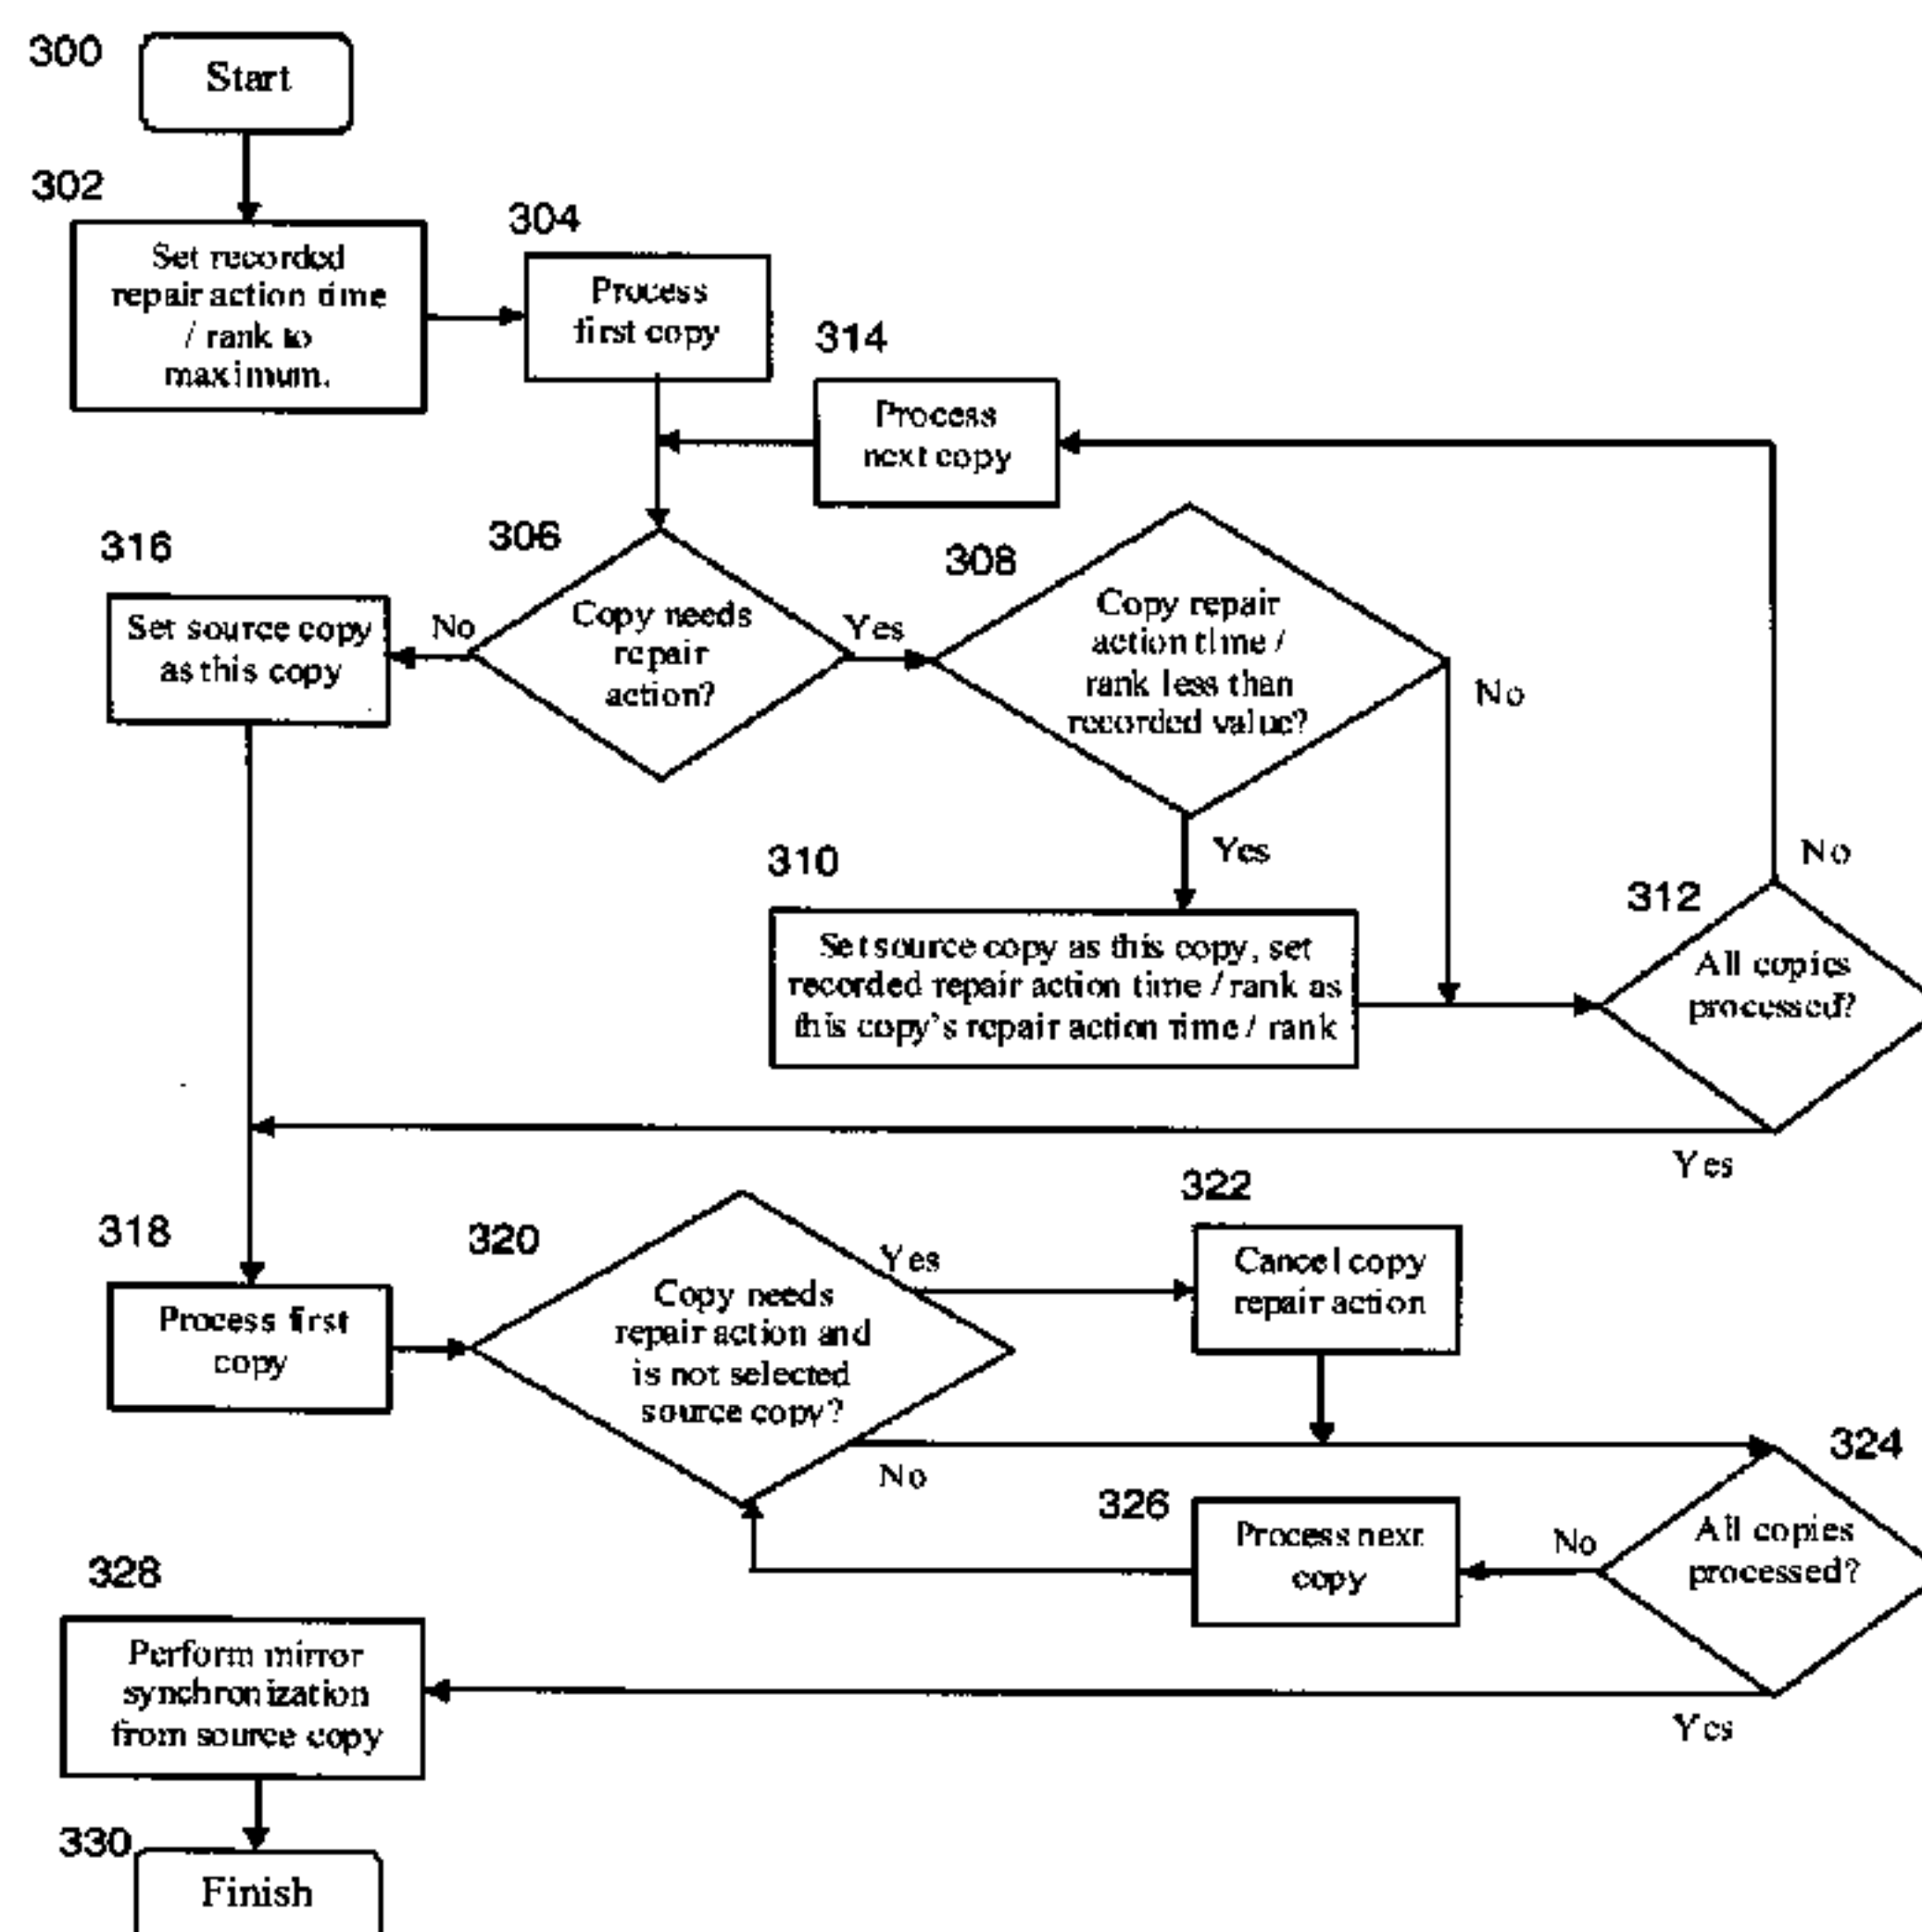 300
Start
302
Set recorded
repair action time
/ rank to
maximum.
304
Process
first copy
314
Process
next copy
316
Set source copy
as this copy
No
306
Copy needs
repair
action?
Yes
308
Copy repair
action time /
rank less than
recorded value?
No
Yes
310
Set source copy as this copy, set
recorded repair action time / rank as
this copy's repair action time / rank
No
312
All copies
processed?
Yes
318
Process first
copy
320
Copy needs
repair action and
is not selected
source copy?
Yes
322
Cancel copy
repair action
No
324
All copies
processed?
No
326
Process next
copy
Yes
328
Perform mirror
synchronization
from source copy
330
Finish